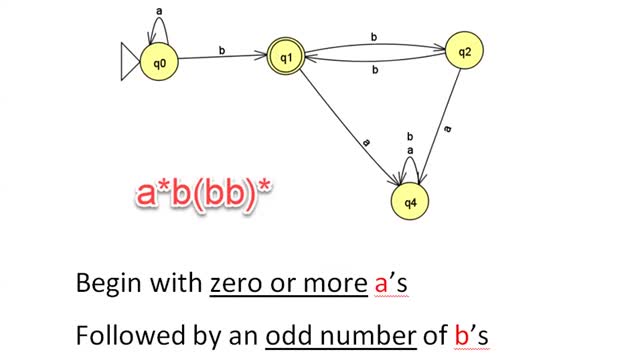 a
b
b
q0
q1
q2
b
a
a
b
a
q4
a*b(bb)*
Begin with zero or more a's
Followed by an odd number of b's